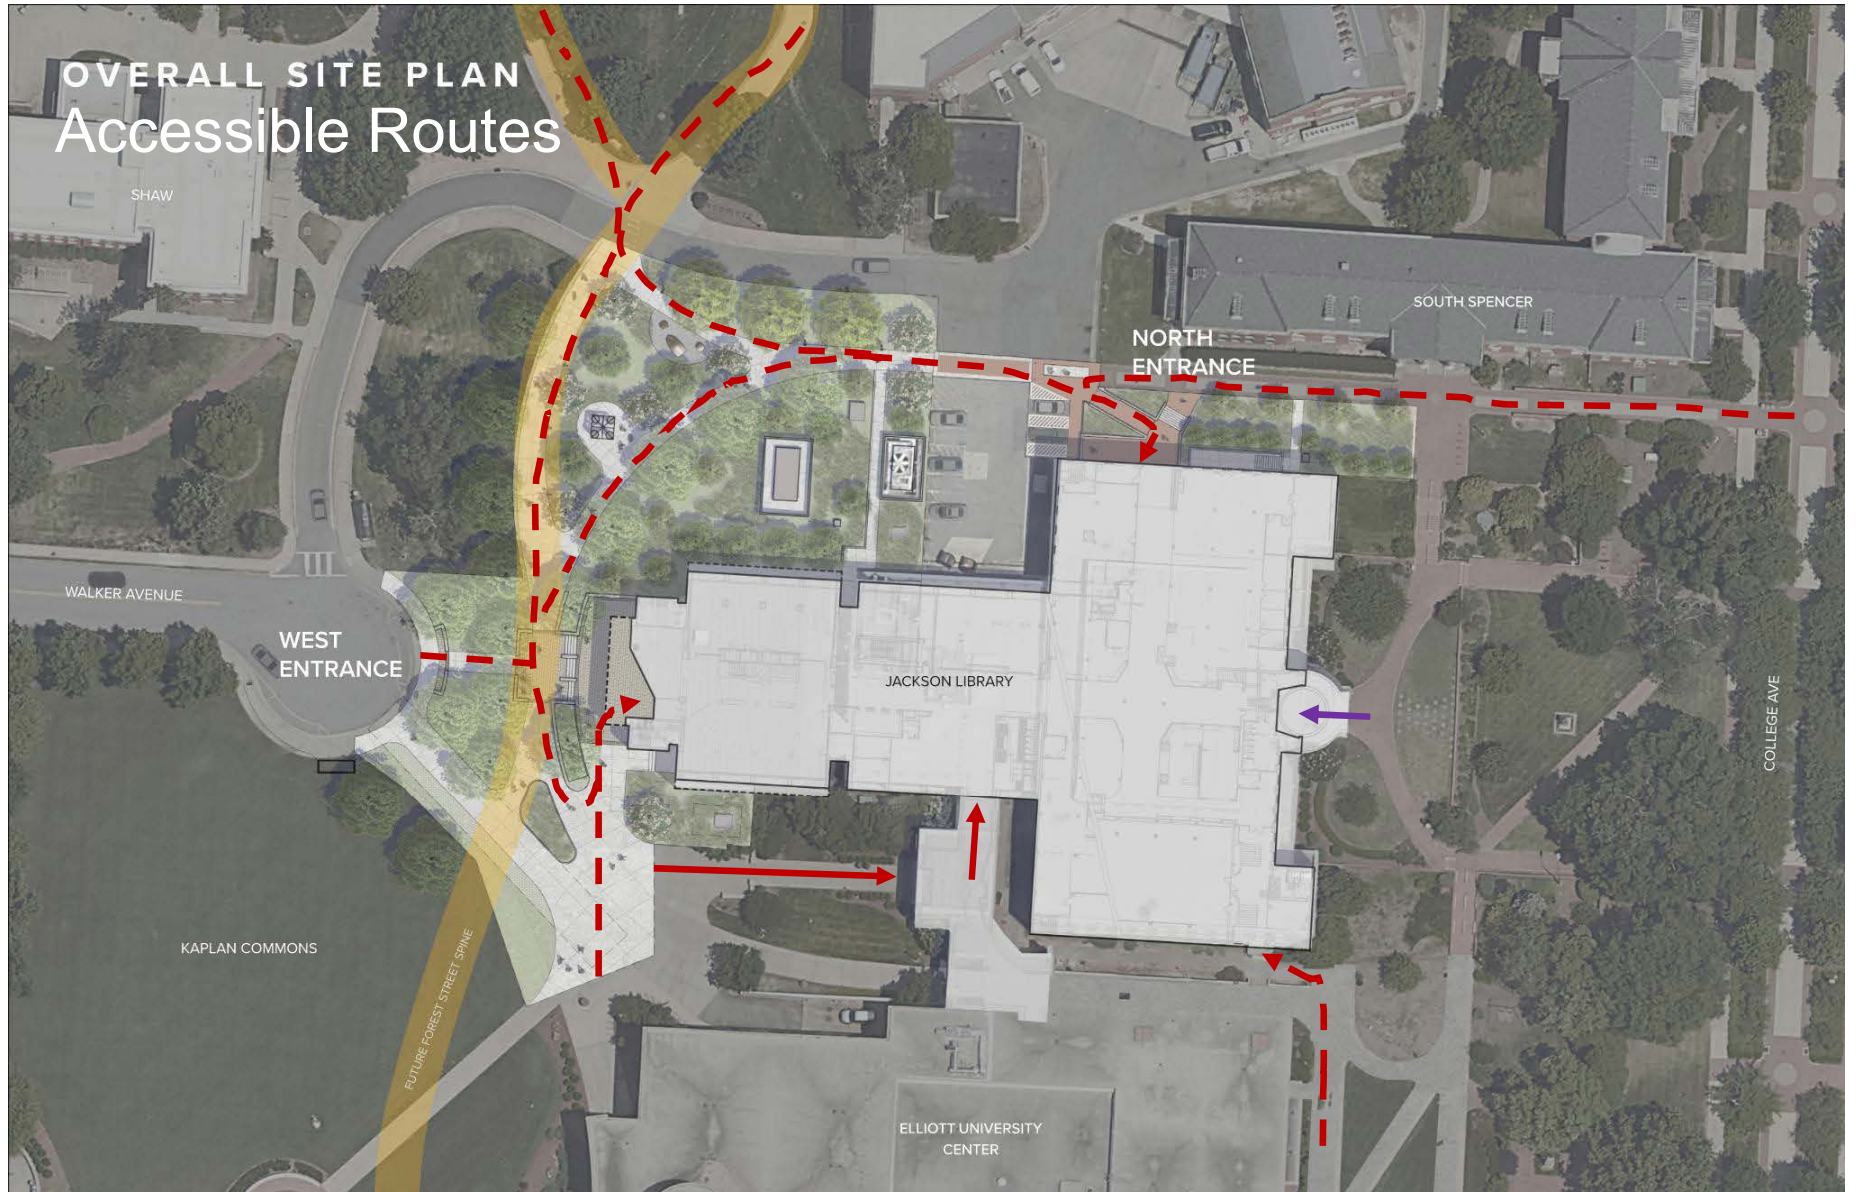 OVERALL SITE PLAN
Accessible Routes
SHAW
SOUTH SPENCER
NORTH
ENTRANCE
WALKER AVENUE
WEST
ENTRANCE
JACKSON LIBRARY
COLLEGE AVE
KAPLAN COMMONS
FUTURE FOREST STREET SPINE
ELLIOTT UNIVERSITY
CENTER